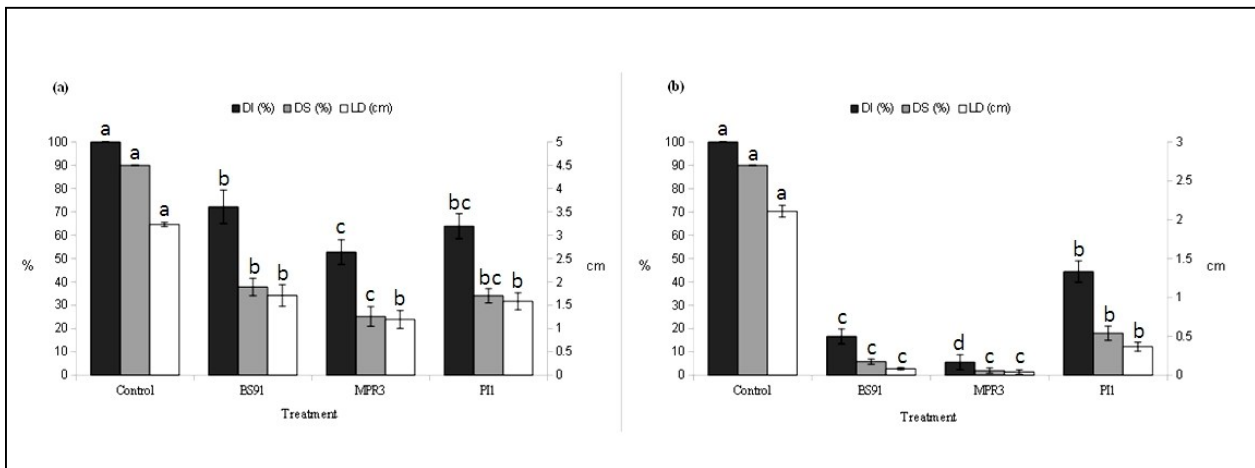 (a)
DI (%) DS (%) LD (cm)
100
90
80
70
60
50
40
30
20
10
0
%
a a a
b b b
c c b
bc bc b
5
4.5
4
3.5
3
2.5
2
1.5
1
0.5
0
cm
Control BS91 MPR3 PI1
Treatment
(b)
DI (%) DS (%) LD (cm)
100
90
80
70
60
50
40
30
20
10
0
%
a a a
c c c
d c c
b b b
3
2.5
2
1.5
1
0.5
0
cm
Control BS91 MPR3 PI1
Treatment